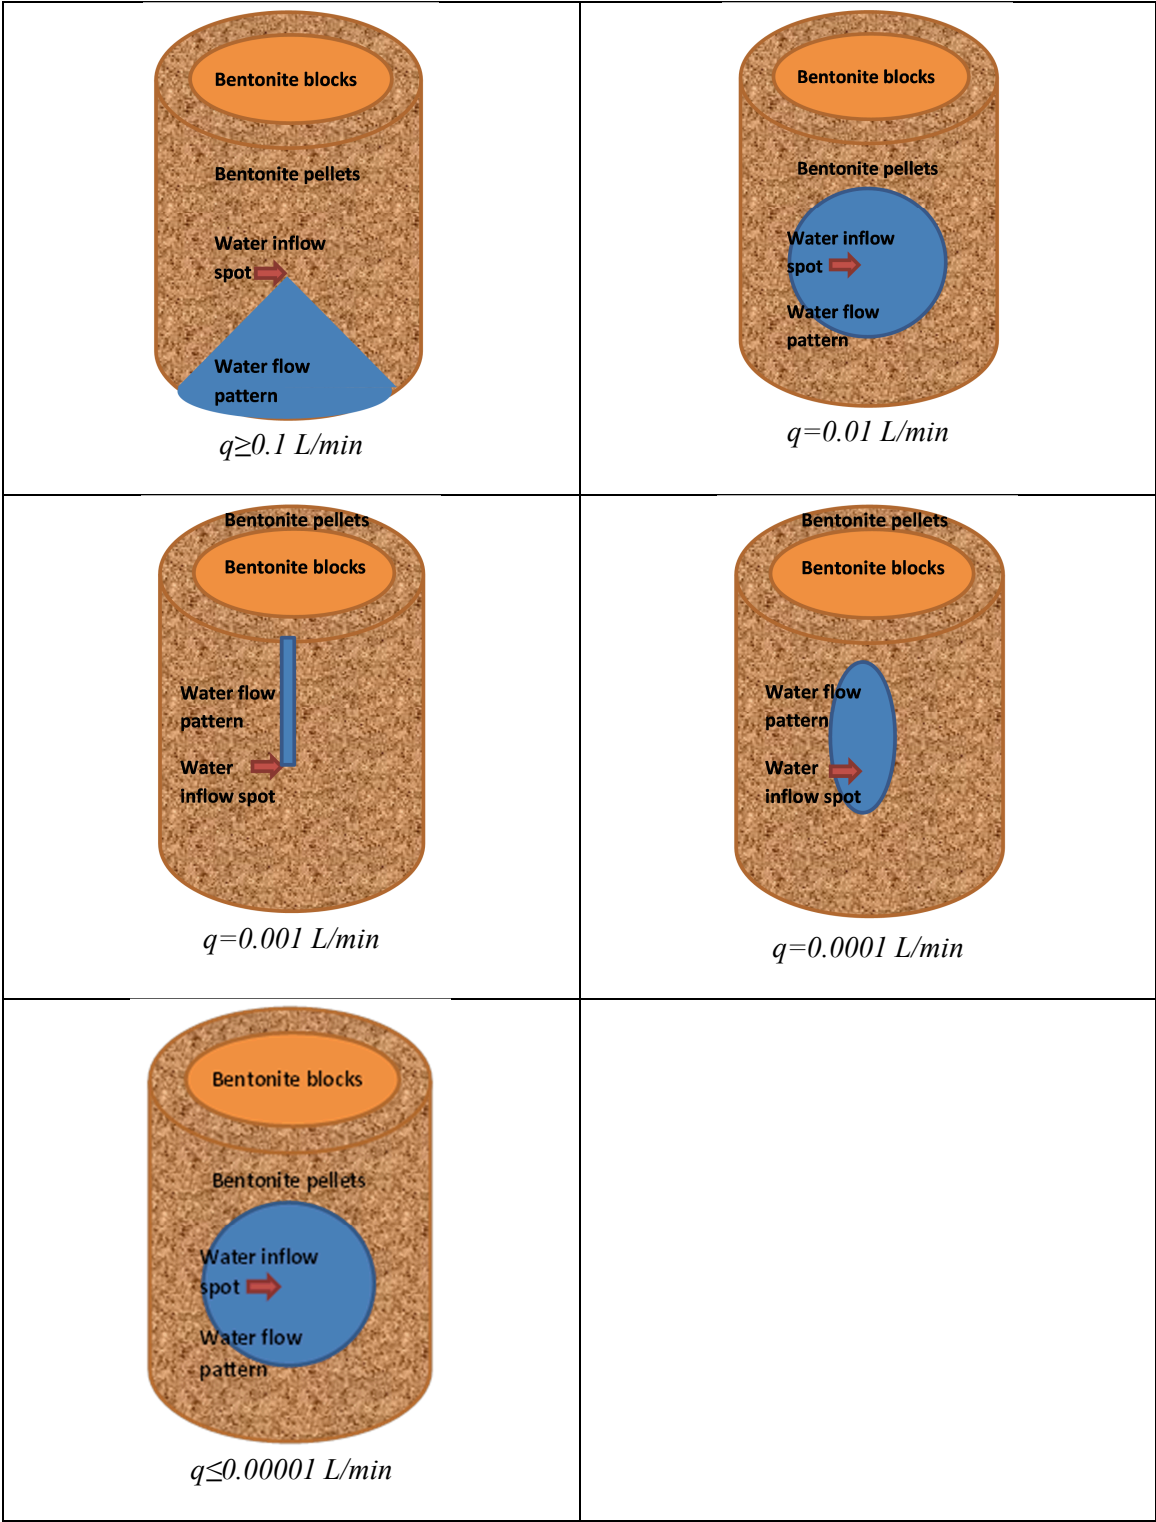 Bentonite blocks
Bentonite pellets
Water inflow
spot
Water flow
pattern
q≥0.1 L/min
Bentonite blocks
Bentonite pellets
Water inflow
spot
Water flow
pattern
q=0.01 L/min
Bentonite pellets
Bentonite blocks
Water flow
pattern
Water
inflow spot
q=0.001 L/min
Bentonite pellets
Bentonite blocks
Water flow
pattern
Water
inflow spot
q=0.0001 L/min
Bentonite blocks
Bentonite pellets
Water inflow
spot
Water flow
pattern
q≤0.00001 L/min